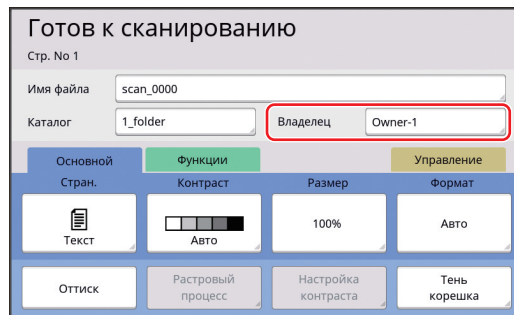 Готов к сканированию
Стр. No 1
Имя файла scan_0000
Каталог 1_folder Владелец Owner-1
Основной Функции Управление
Стран. Контраст Размер Формат
Текст Авто 100% Авто
Оттиск Растровый процесс Настройка контраста Тень корешка